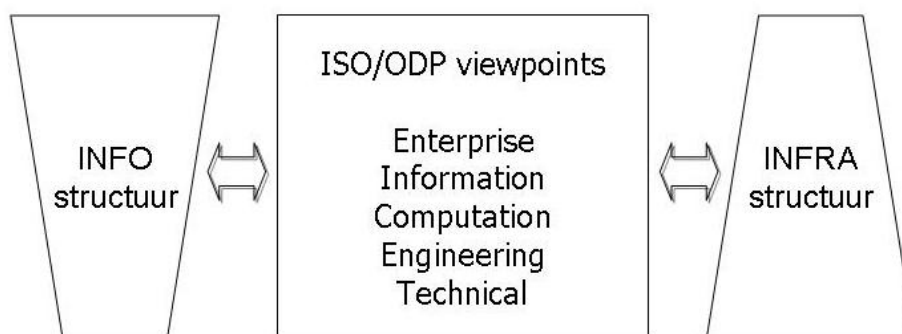 INFO
structuur
ISO/ODP viewpoints
Enterprise
Information
Computation
Engineering
Technical
INFRA
structuur